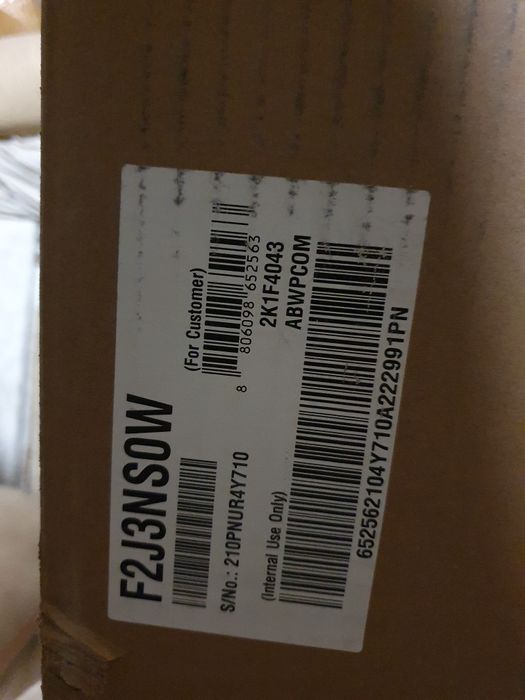 F2J3NS0W
S/No.: 210PNUR4Y710
(For Customer)
8 806098 652563
2K1F4043
ABWPCOM
(Internal Use Only)
652562104Y710A222991PN